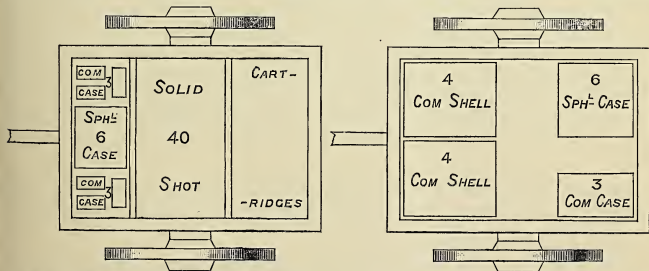 COM
3
CASE
SPHL
6
CASE
COM
3
CASE
SOLID
40
SHOT
CART-
-RIDGES
4
COM SHELL
4
COM SHELL
6
SPHL CASE
3
COM CASE